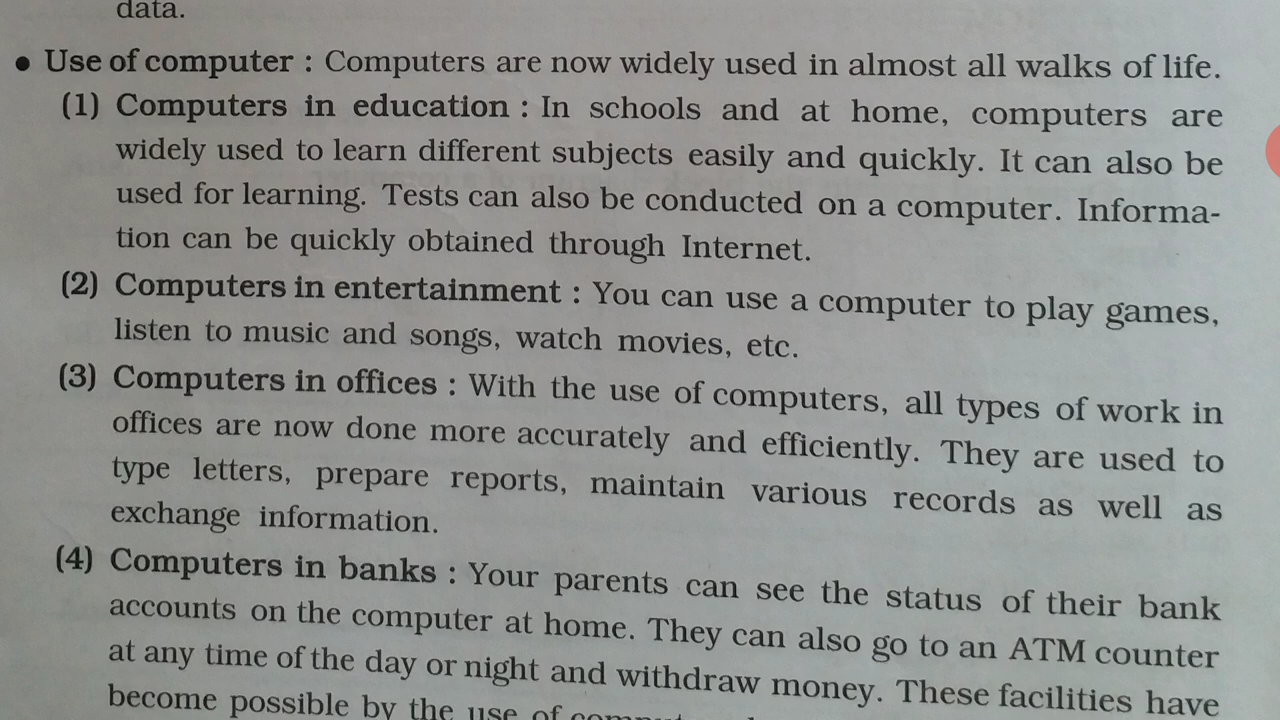 data.
• Use of computer : Computers are now widely used in almost all walks of life.
(1) Computers in education : In schools and at home, computers are
widely used to learn different subjects easily and quickly. It can also be
used for learning. Tests can also be conducted on a computer. Informa-
tion can be quickly obtained through Internet.
(2) Computers in entertainment : You can use a computer to play games,
listen to music and songs, watch movies, etc.
(3) Computers in offices : With the use of computers, all types of work in
offices are now done more accurately and efficiently. They are used to
type letters, prepare reports, maintain various records as well as
exchange information.
(4) Computers in banks : Your parents can see the status of their bank
accounts on the computer at home. They can also go to an ATM counter
at any time of the day or night and withdraw money. These facilities have
become possible by the use of